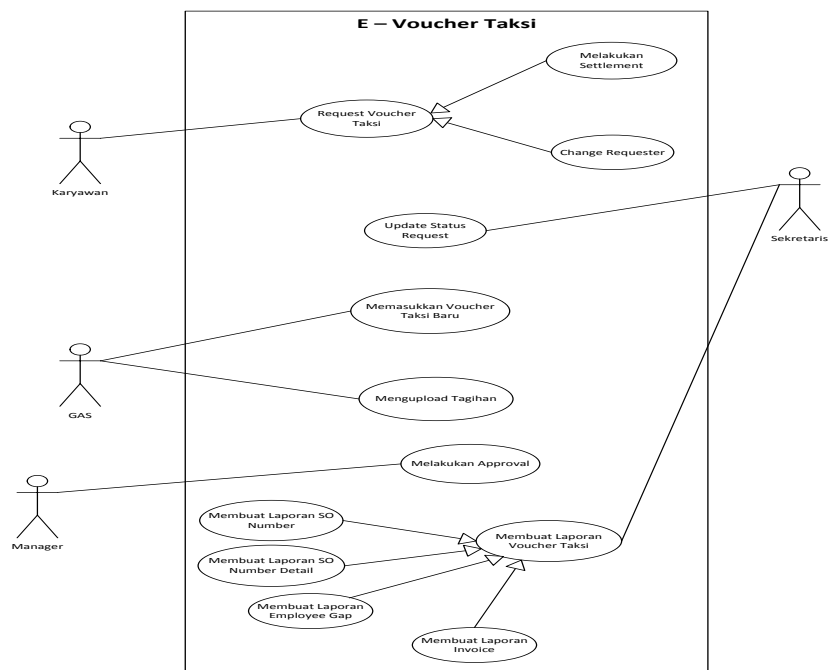 E – Voucher Taksi
Melakukan
Settlement
Request Voucher
Taksi
Change Requester
Karyawan
Update Status
Request
Sekretaris
Memasukkan Voucher
Taksi Baru
Mengupload Tagihan
GAS
Melakukan Approval
Manager
Membuat Laporan SO
Number
Membuat Laporan
Voucher Taksi
Membuat Laporan SO
Number Detail
Membuat Laporan
Employee Gap
Membuat Laporan
Invoice